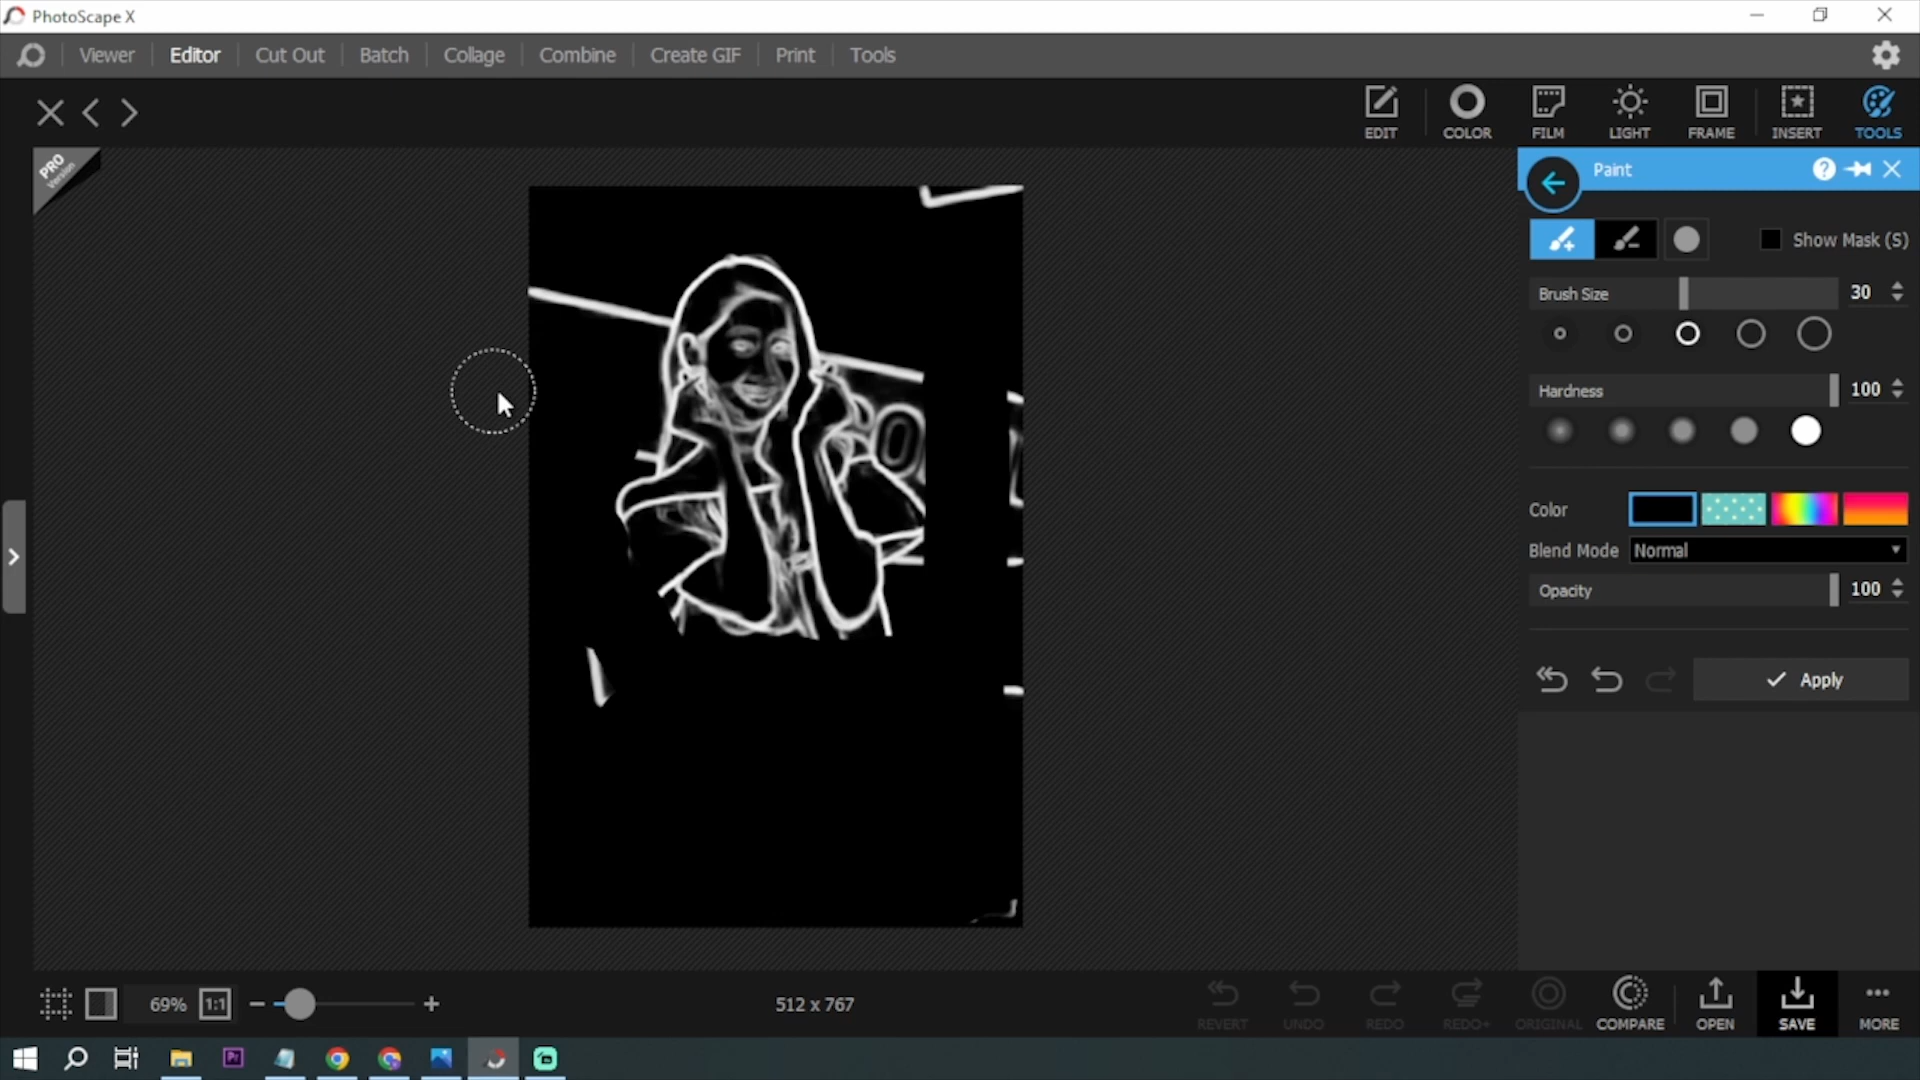 PhotoScape X
Viewer Editor Cut Out Batch Collage Combine Create GIF Print Tools
EDIT COLOR FILM LIGHT FRAME INSERT TOOLS
PRO
Version
Paint ?
Show Mask (S)
Brush Size 30
Hardness 100
Color
Blend Mode Normal
Opacity 100
Apply
69% 1:1 512 x 767
REVERT UNDO REDO REDO+ ORIGINAL COMPARE OPEN SAVE MORE
Pr